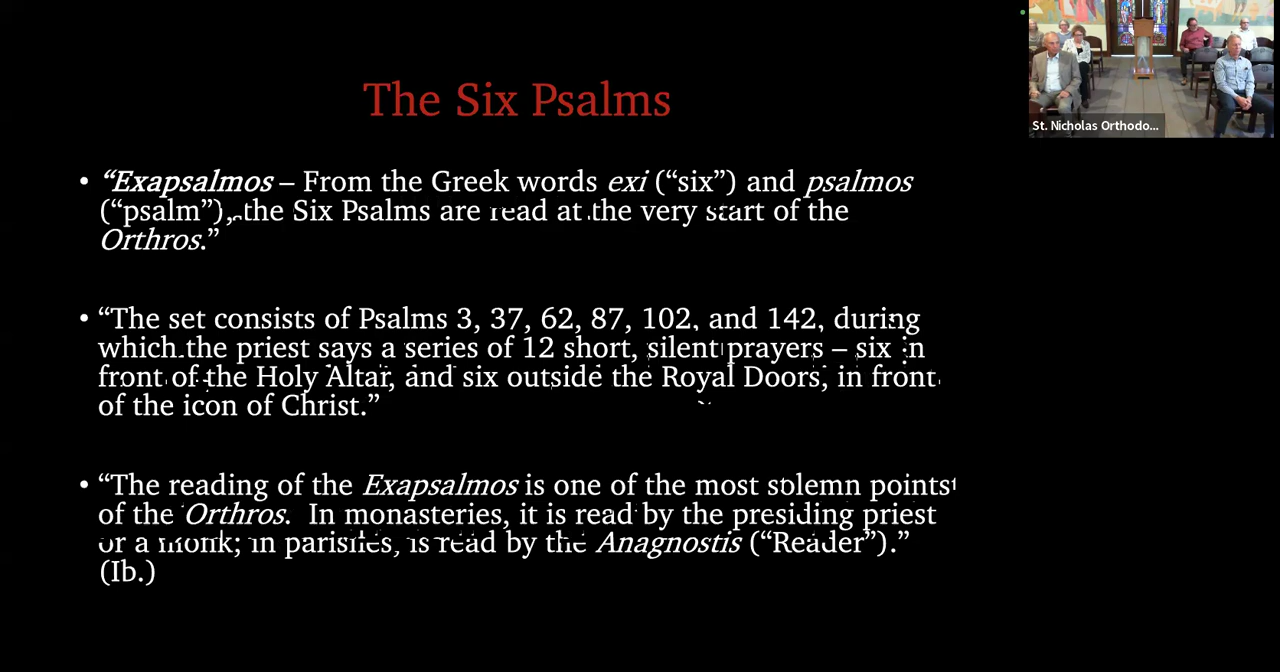 The Six Psalms
St. Nicholas Orthodo...
• “Exapsalmos – From the Greek words exi (“six”) and psalmos
(“psalm”), the Six Psalms are read at the very start of the
Orthros.”
• “The set consists of Psalms 3, 37, 62, 87, 102, and 142, during
which the priest says a series of 12 short, silent prayers – six in
front of the Holy Altar, and six outside the Royal Doors, in front
of the icon of Christ.”
• “The reading of the Exapsalmos is one of the most solemn points
of the Orthros.  In monasteries, it is read by the presiding priest
or a monk; in parishes, is read by the Anagnostis (“Reader”).”
(Ib.)